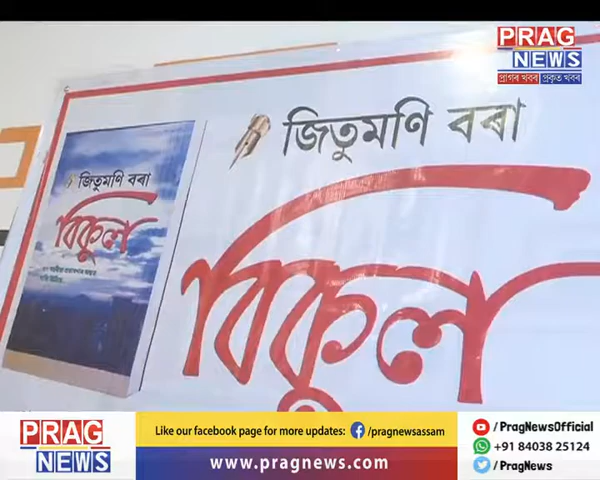 PRAG
NEWS
প্ৰাগৰ খবৰ প্ৰকৃত খবৰ
জিতুমণি বৰা
বিকুল
জিতুমণি বৰা
বিকুল
PRAG
NEWS
Like our facebook page for more updates: /pragnewsassam
www.pragnews.com
/PragNewsOfficial
+91 84038 25124
/PragNews